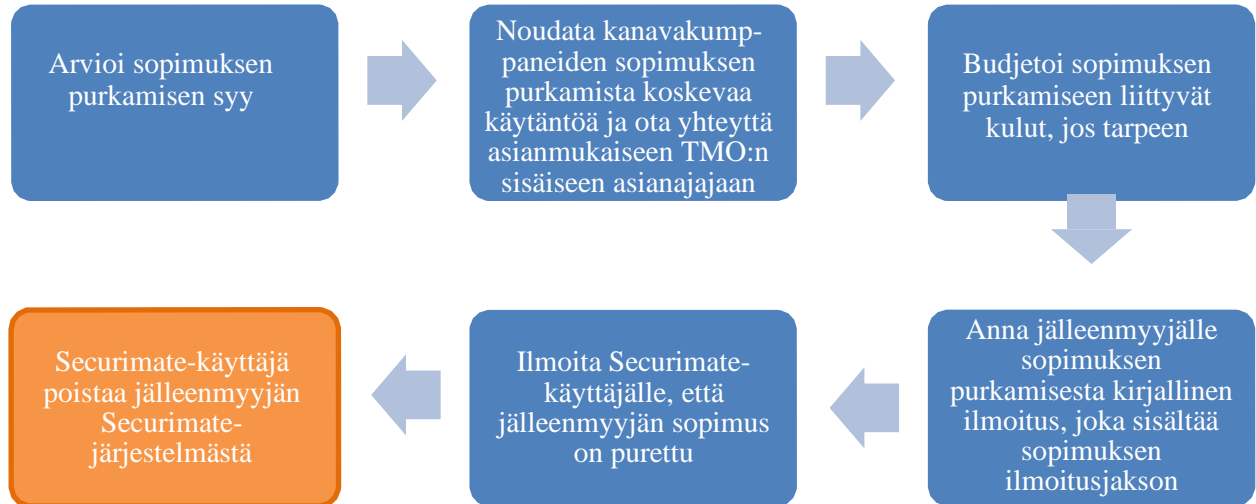 Arvioi sopimuksen
purkamisen syy
Noudata kanavakump-
paneiden sopimuksen
purkamista koskevaa
käytäntöä ja ota yhteyttä
asianmukaiseen TMO:n
sisäiseen asianajajaan
Budjetoi sopimuksen
purkamiseen liittyvät
kulut, jos tarpeen
Anna jälleenmyyjälle
sopimuksen
purkamisesta kirjallinen
ilmoitus, joka sisältää
sopimuksen
ilmoitusjakson
Ilmoita Securimate-
käyttäjälle, että
jälleenmyyjän sopimus
on purettu
Securimate-käyttäjä
poistaa jälleenmyyjän
Securimate-
järjestelmästä